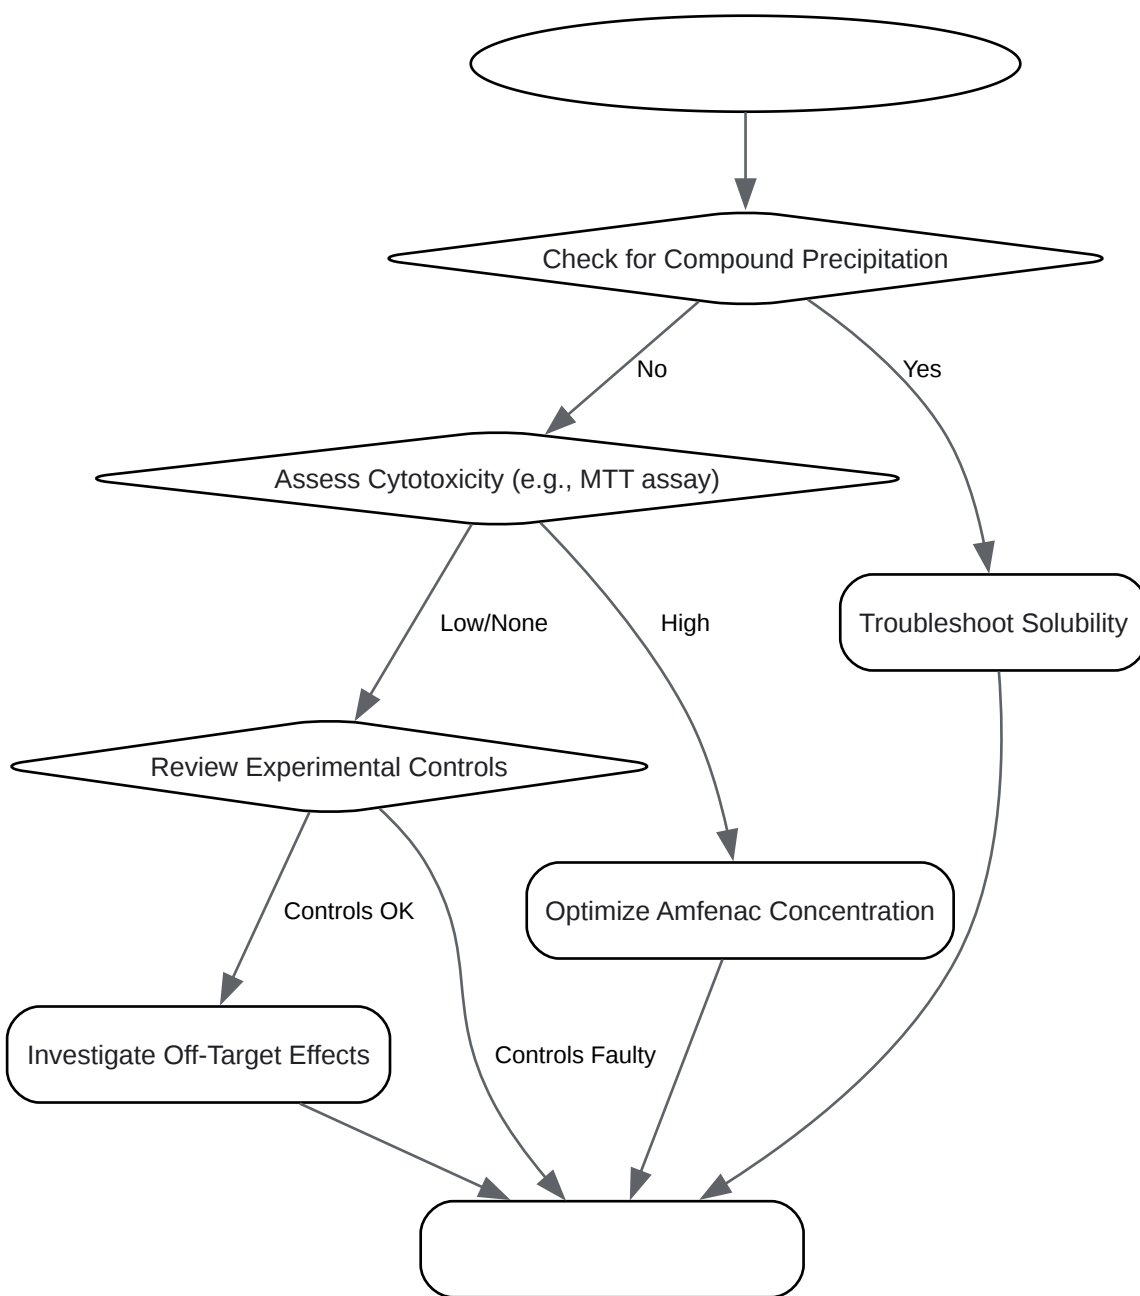 Check for Compound Precipitation
No
Yes
Assess Cytotoxicity (e.g., MTT assay)
Low/None
High
Troubleshoot Solubility
Review Experimental Controls
Controls OK
Optimize Amfenac Concentration
Investigate Off-Target Effects
Controls Faulty